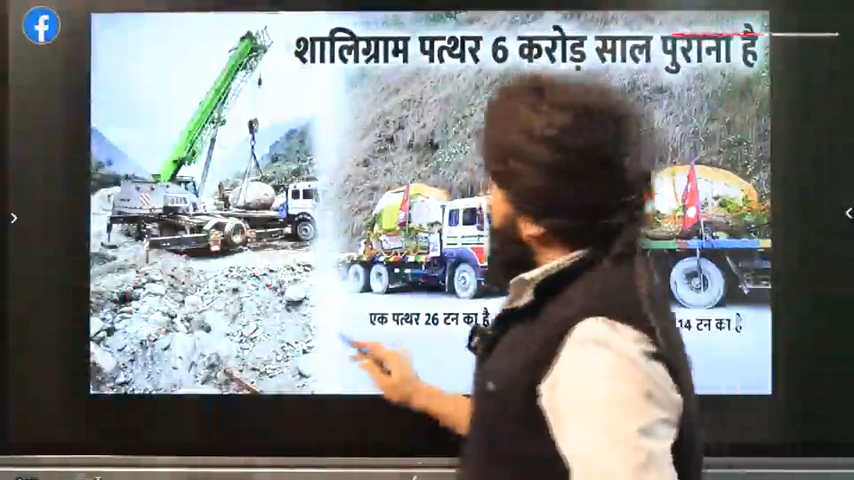 शालिग्राम पत्थर 6 करोड़ साल पुराना है
एक पत्थर 26 टन का है
14 टन का है